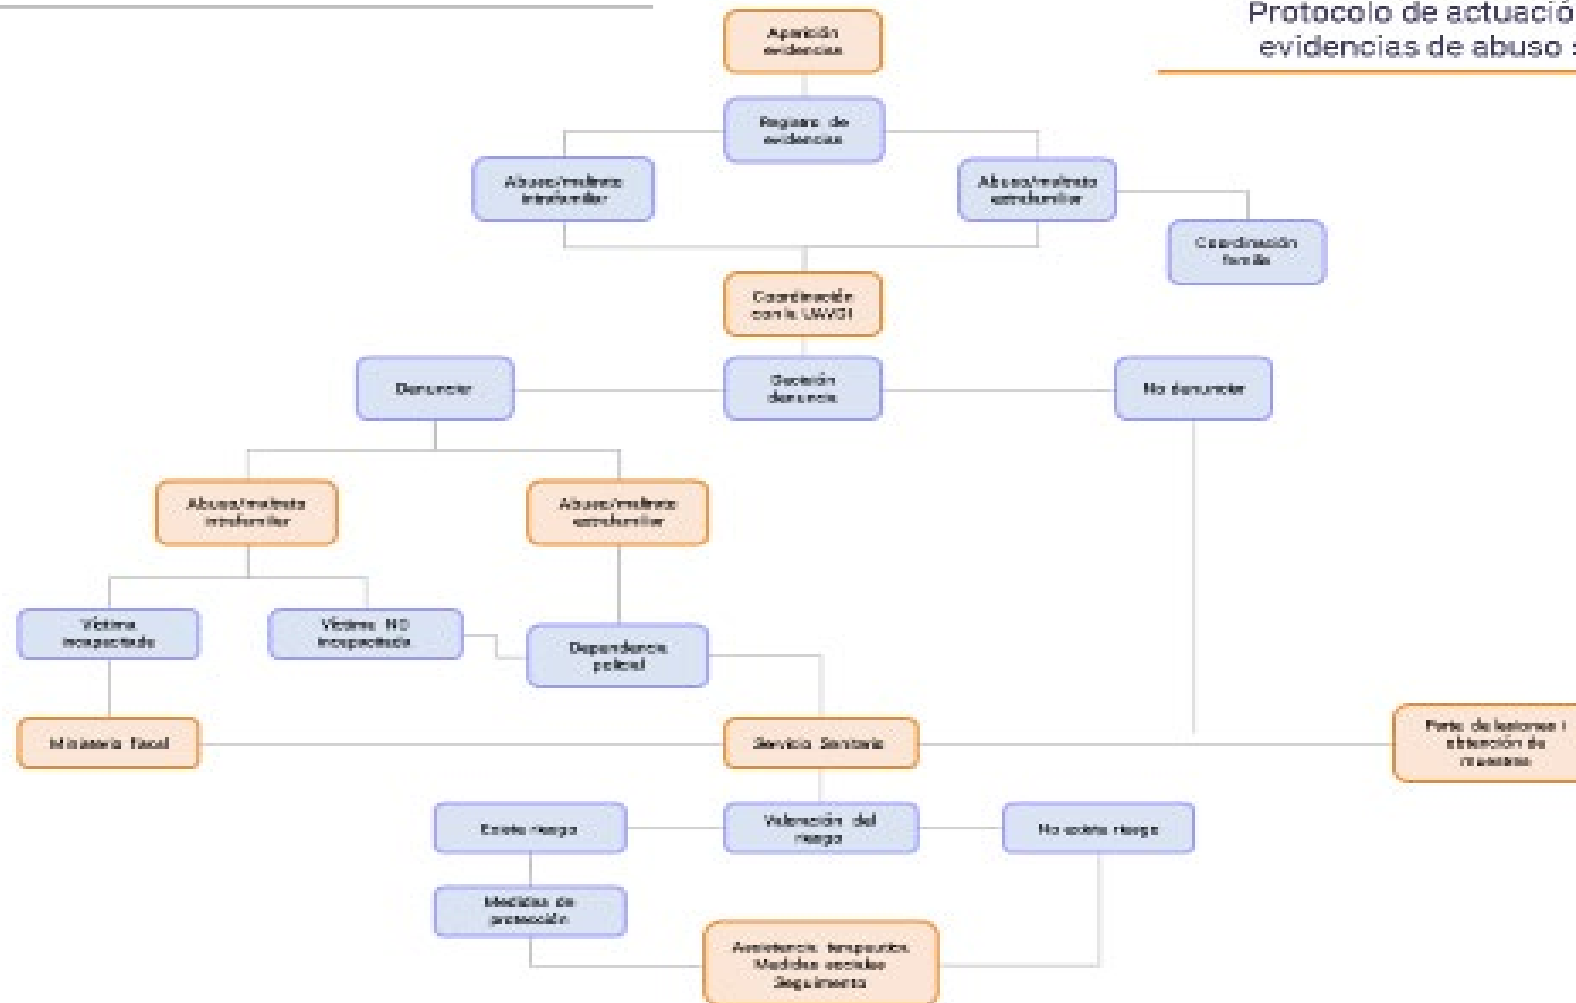 Protocolo de actuació
evidencias de abuso s
Aparición
evidencias
Registro de
evidencias
Abuso/maltrato
intrafamiliar
Abuso/maltrato
extrafamiliar
Coordinación
familia
Coordinación
con la UAVDI
Denunciar
Decisión
denuncia
No denunciar
Abuso/maltrato
intrafamiliar
Abuso/maltrato
extrafamiliar
Víctima
incapacitada
Víctima NO
incapacitada
Dependencia
policial
Ministerio fiscal
Servicio Sanitario
Parte de lesiones i
obtención de
muestras
Existe riesgo
Valoración del
riesgo
No existe riesgo
Medidas de
protección
Assistencia terapeutica
Medidas sociales
Seguimiento